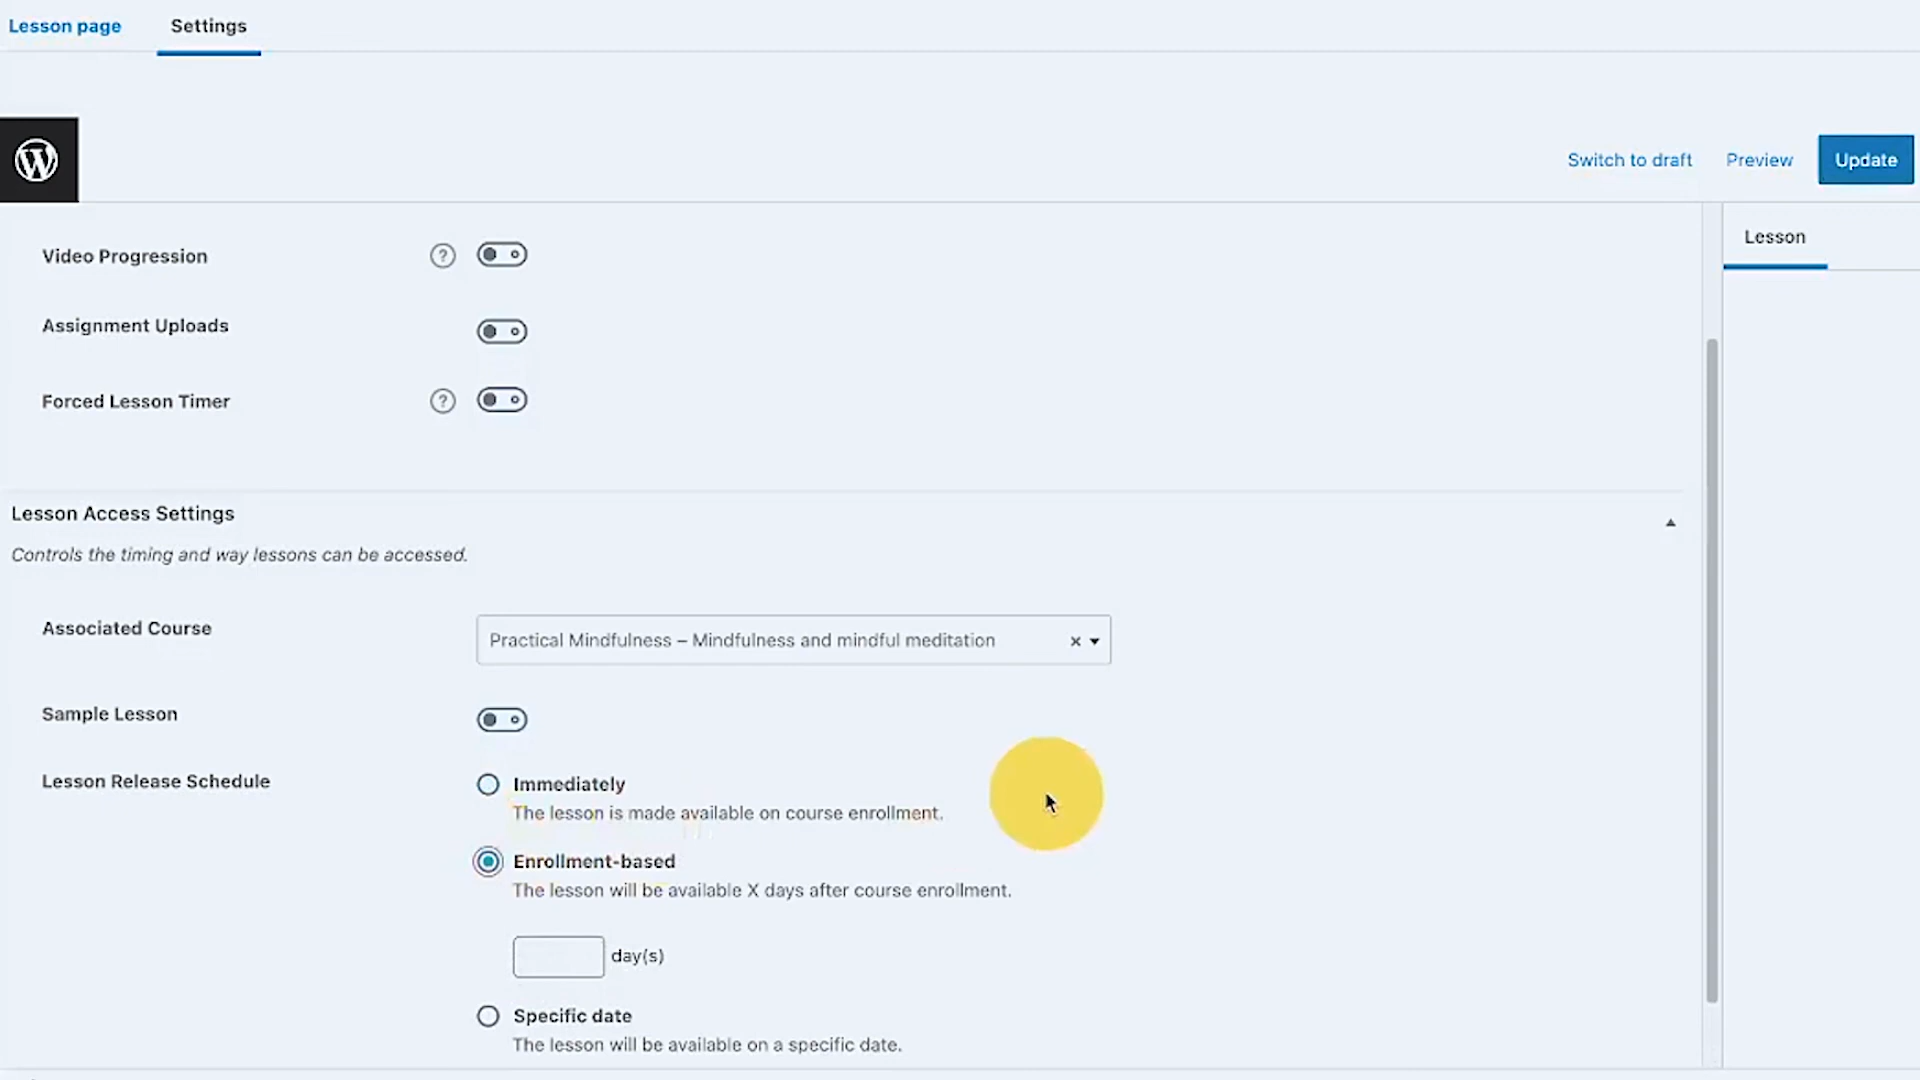 Lesson page
Settings
Switch to draft
Preview
Update
Lesson
Video Progression
?
Assignment Uploads
Forced Lesson Timer
?
Lesson Access Settings
Controls the timing and way lessons can be accessed.
Associated Course
Practical Mindfulness – Mindfulness and mindful meditation
Sample Lesson
Lesson Release Schedule
Immediately
The lesson is made available on course enrollment.
Enrollment-based
The lesson will be available X days after course enrollment.
day(s)
Specific date
The lesson will be available on a specific date.